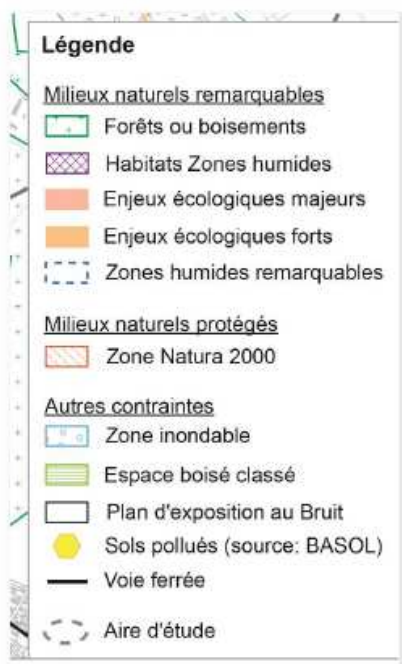 Légende
Milieux naturels remarquables
Forêts ou boisements
Habitats Zones humides
Enjeux écologiques majeurs
Enjeux écologiques forts
Zones humides remarquables
Milieux naturels protégés
Zone Natura 2000
Autres contraintes
Zone inondable
Espace boisé classé
Plan d'exposition au Bruit
Sols pollués (source: BASOL)
Voie ferrée
Aire d'étude